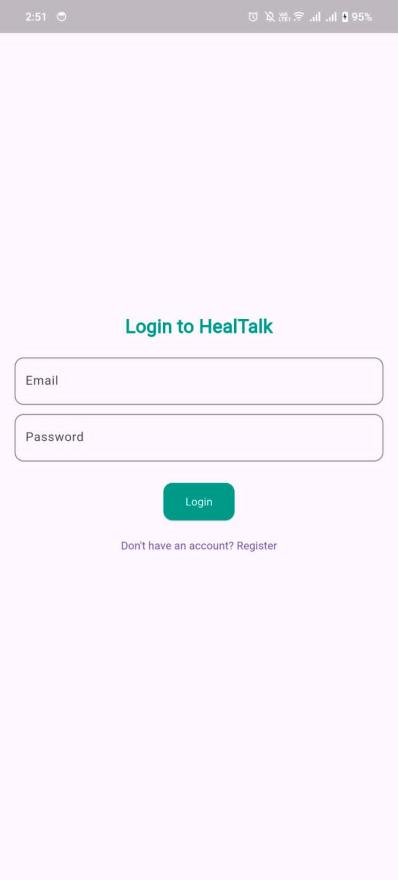 2:51 95%
Login to HealTalk
Email
Password
Login
Don't have an account? Register